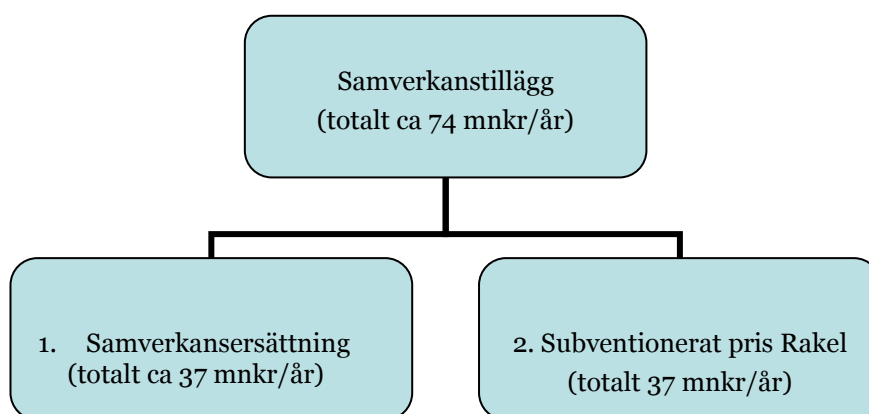 Samverkanstillägg
(totalt ca 74 mnkr/år)
1. Samverkansersättning
(totalt ca 37 mnkr/år)
2. Subventionerat pris Rakel
(totalt 37 mnkr/år)